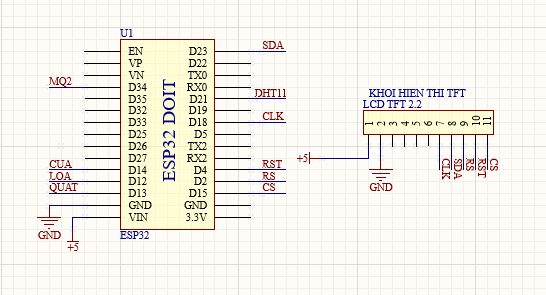 U1
EN D23 SDA
VP D22
VN TX0
MQ2 D34 RX0
D35 D21 DHT11
D32 D19
D33 D18 CLK
D25 D5
D26 TX2
D27 RX2
CUA D14 D4 RST
LOA D12 D2 RS
QUAT D13 D15 CS
GND GND
VIN 3.3V
ESP32 DOIT
ESP32
GND
+5
KHOI HIEN THI TFT
LCD TFT 2.2
1 2 3 4 5 6 7 8 9 10 11
+5
GND
CLK SDA RS RST CS